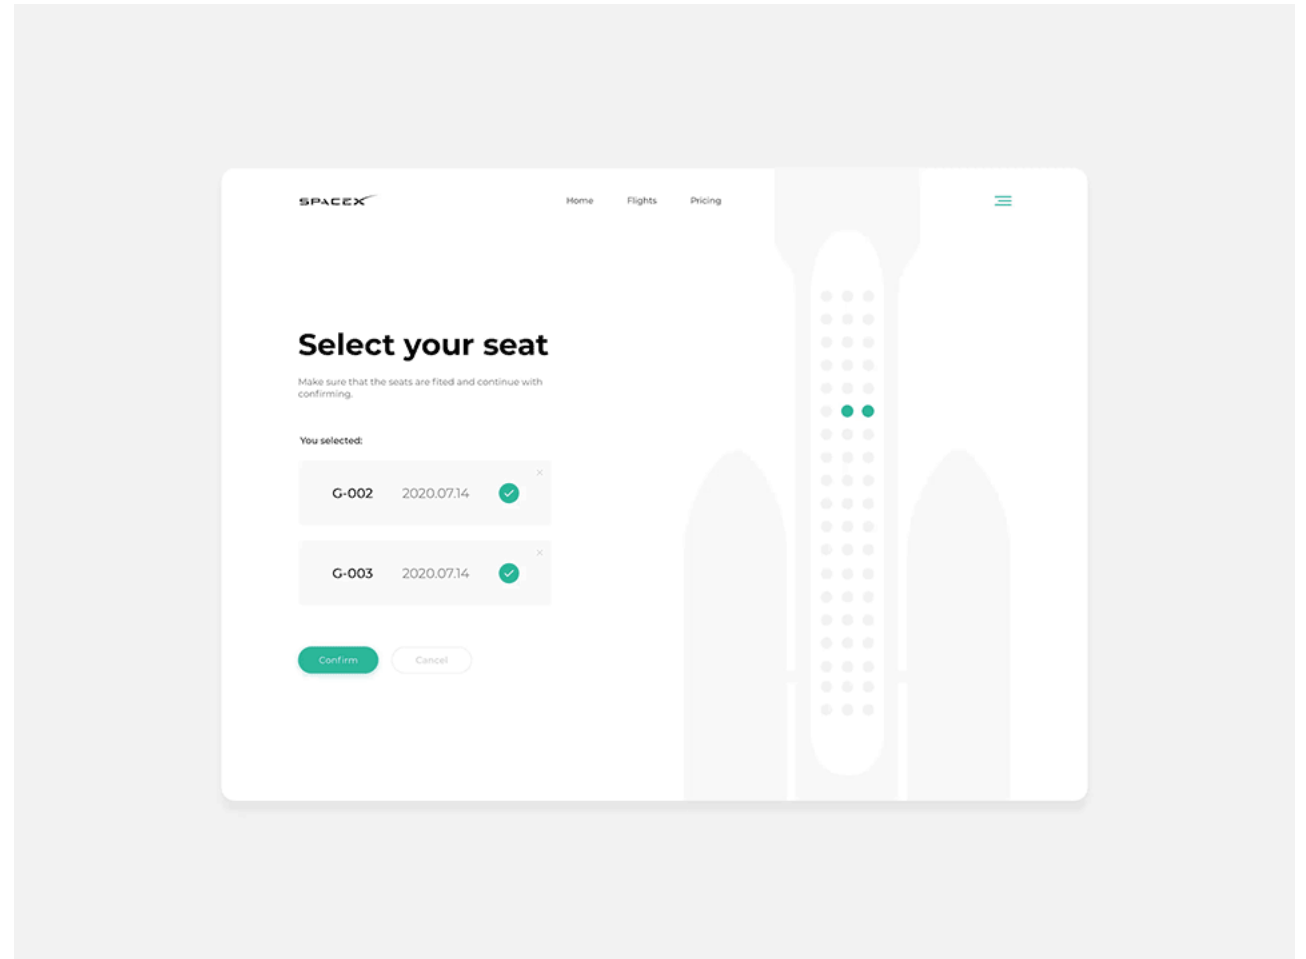 SPACEX
Home Flights Pricing
Select your seat
Make sure that the seats are fited and continue with
confirming.
You selected:
G-002 2020.07.14
G-003 2020.07.14
Confirm Cancel